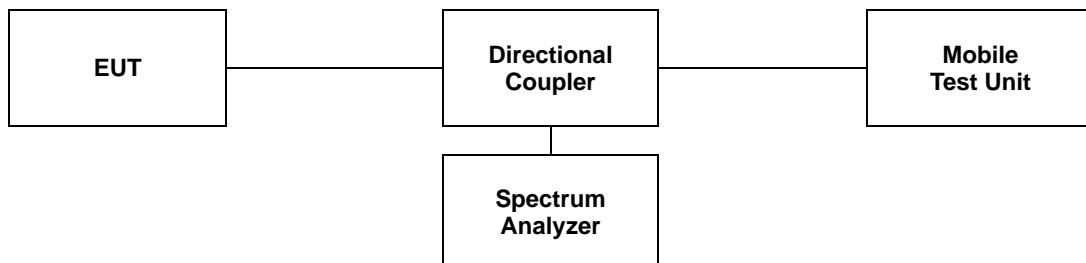 EUT
Directional
Coupler
Mobile
Test Unit
Spectrum
Analyzer